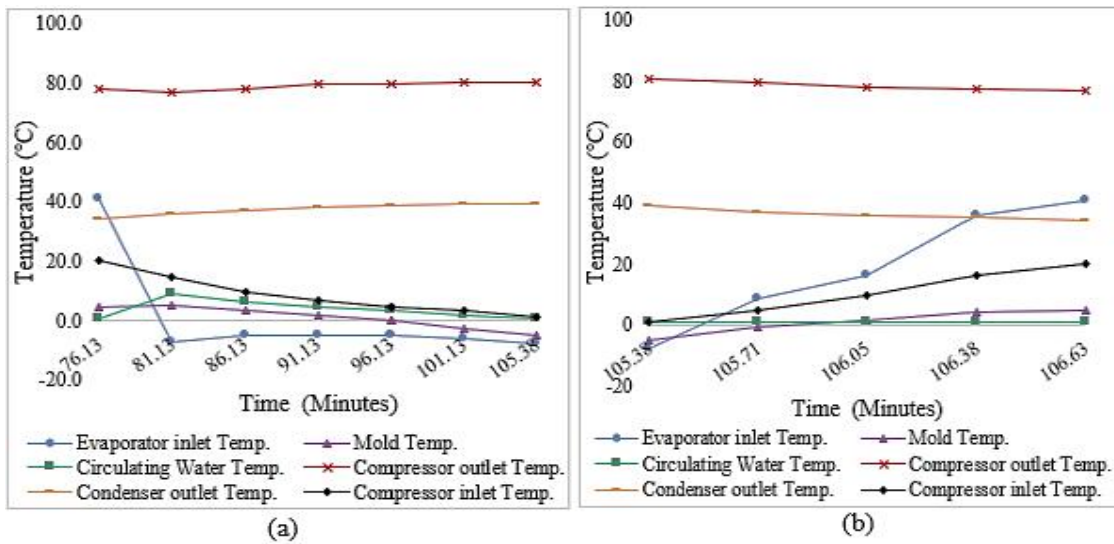 100.0
80.0
60.0
40.0
20.0
0.0
-20.0
Temperature (°C)
76.13 81.13 86.13 91.13 96.13 101.13 105.38
Time (Minutes)
Evaporator inlet Temp. Mold Temp.
Circulating Water Temp. Compressor outlet Temp.
Condenser outlet Temp. Compressor inlet Temp.
(a)
100
80
60
40
20
0
-20
Temperature (°C)
105.38 105.71 106.05 106.38 106.63
Time (Minutes)
Evaporator inlet Temp. Mold Temp.
Circulating Water Temp. Compressor outlet Temp.
Condenser outlet Temp. Compressor inlet Temp.
(b)